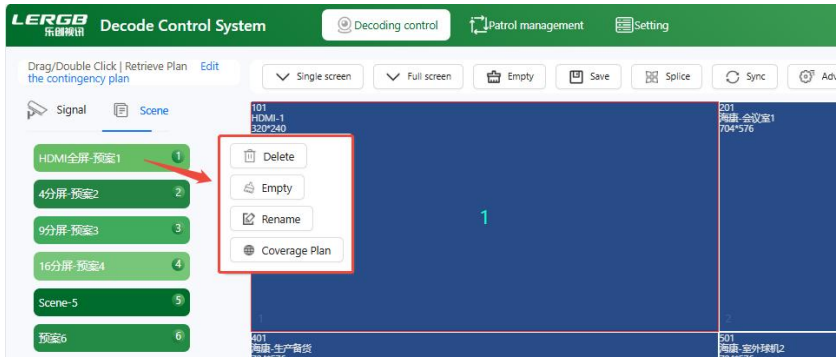 LERGB
乐创视讯
Decode Control System
Decoding control
Patrol management
Setting
Drag/Double Click | Retrieve Plan Edit
the contingency plan
Single screen
Full screen
Empty
Save
Splice
Sync
Adv
Signal
Scene
101
HDMI-1
320*240
201
海康-会议室1
704*576
HDMI全屏-预案1 1
4分屏-预案2 2
9分屏-预案3 3
16分屏-预案4 4
Scene-5 5
预案6 6
Delete
Empty
Rename
Coverage Plan
1
1
2
401
海康-生产备货
501
海康-室外球机2